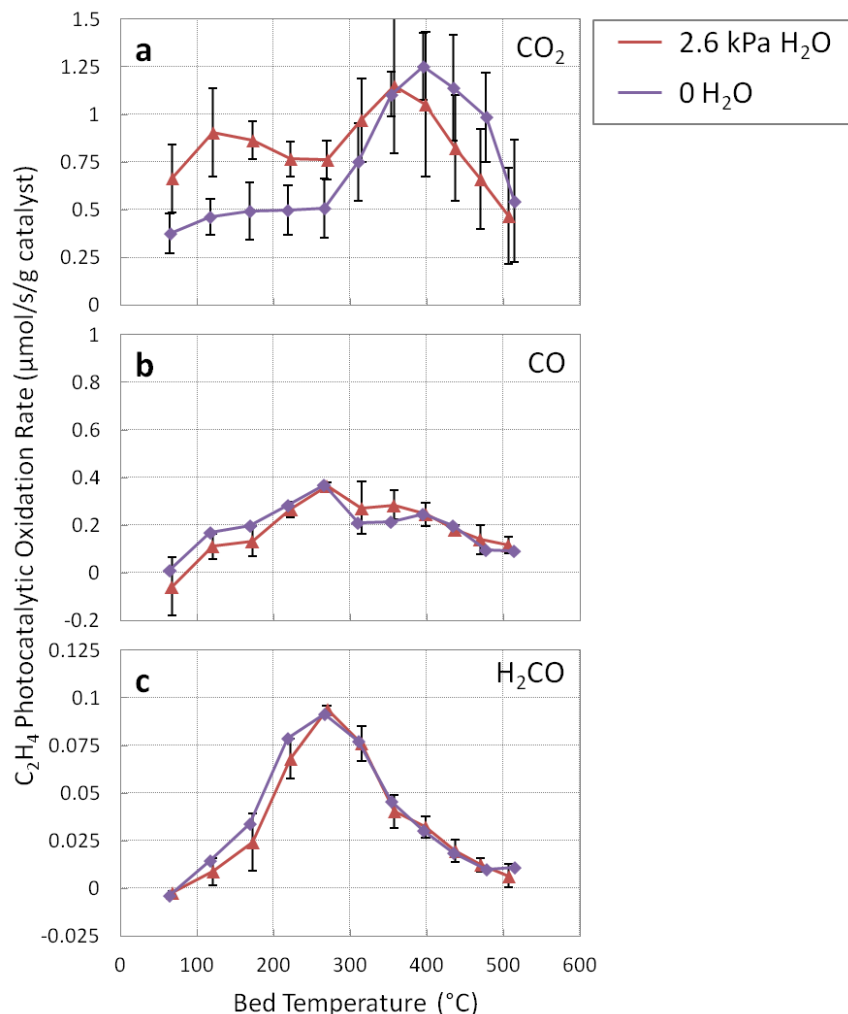 a
CO₂
2.6 kPa H₂O
0 H₂O
1.5
1.25
1
0.75
0.5
0.25
0
b
CO
1
0.8
0.6
0.4
0.2
0
-0.2
c
H₂CO
0.125
0.1
0.075
0.05
0.025
0
-0.025
0 100 200 300 400 500 600
Bed Temperature (°C)
C₂H₄ Photocatalytic Oxidation Rate (μmol/s/g catalyst)